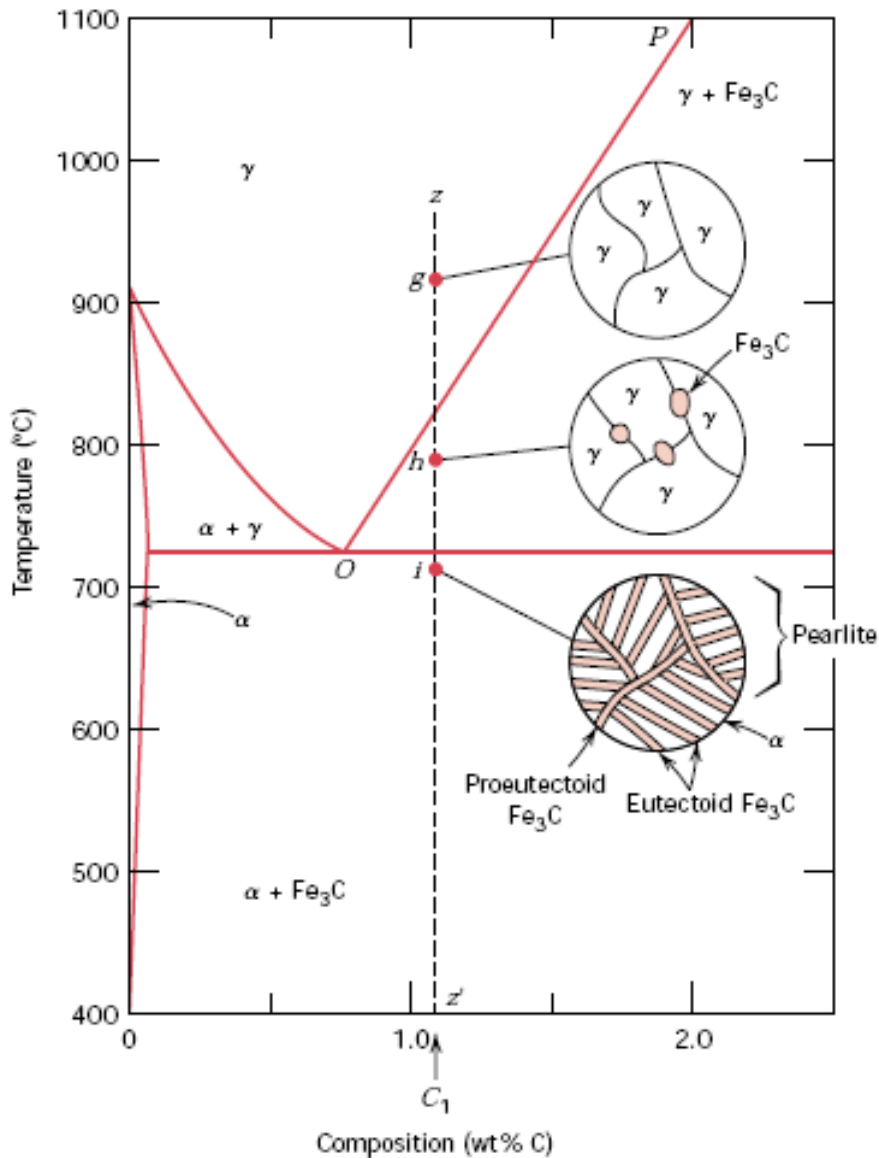 1100
P
γ + Fe₃C
1000
γ
z
γ
γ
g
γ
γ
900
Fe₃C
γ
γ
800
h
γ
γ
Temperature (°C)
α + γ
O
i
700
α
Pearlite
600
α
Proeutectoid
Fe₃C
Eutectoid Fe₃C
500
α + Fe₃C
z'
400
0
1.0
2.0
C₁
Composition (wt% C)